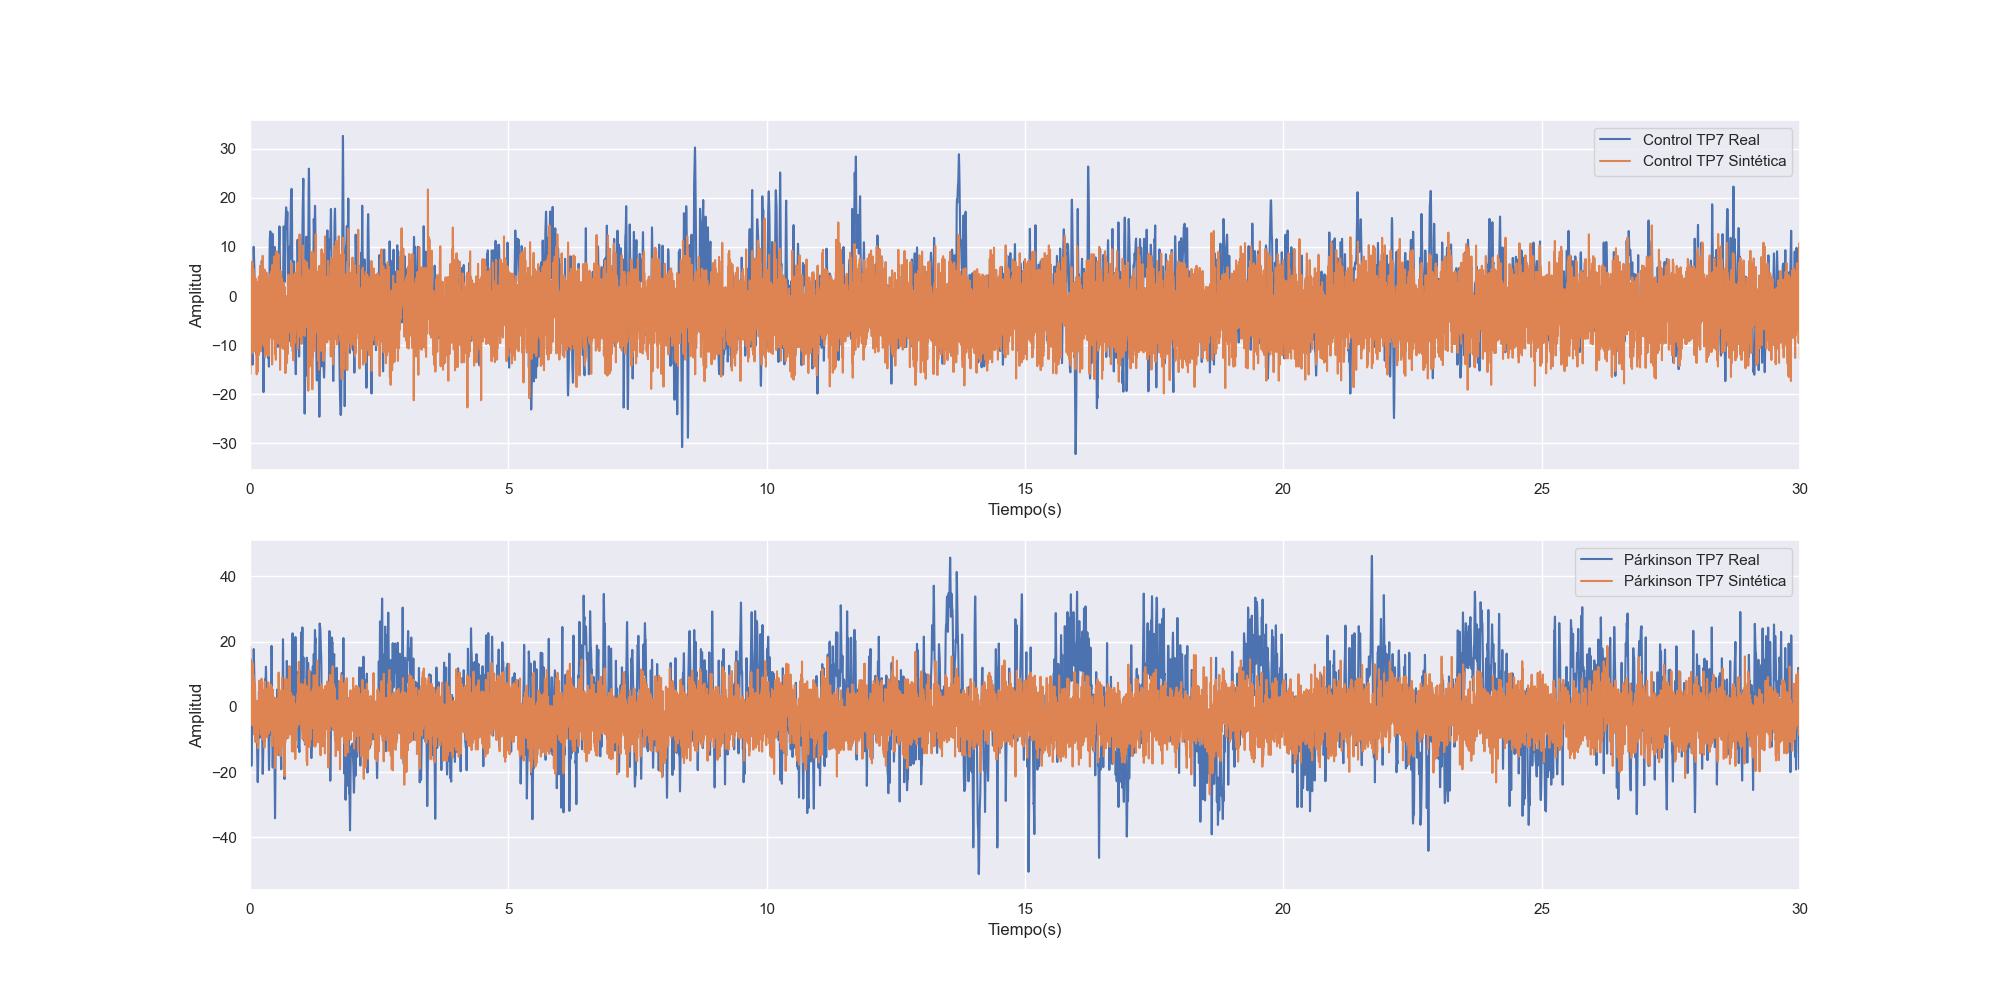 30
20
10
0
−10
−20
−30
Amplitud
Control TP7 Real
Control TP7 Sintética
0 5 10 15 20 25 30
Tiempo(s)
40
20
0
−20
−40
Amplitud
Párkinson TP7 Real
Párkinson TP7 Sintética
0 5 10 15 20 25 30
Tiempo(s)